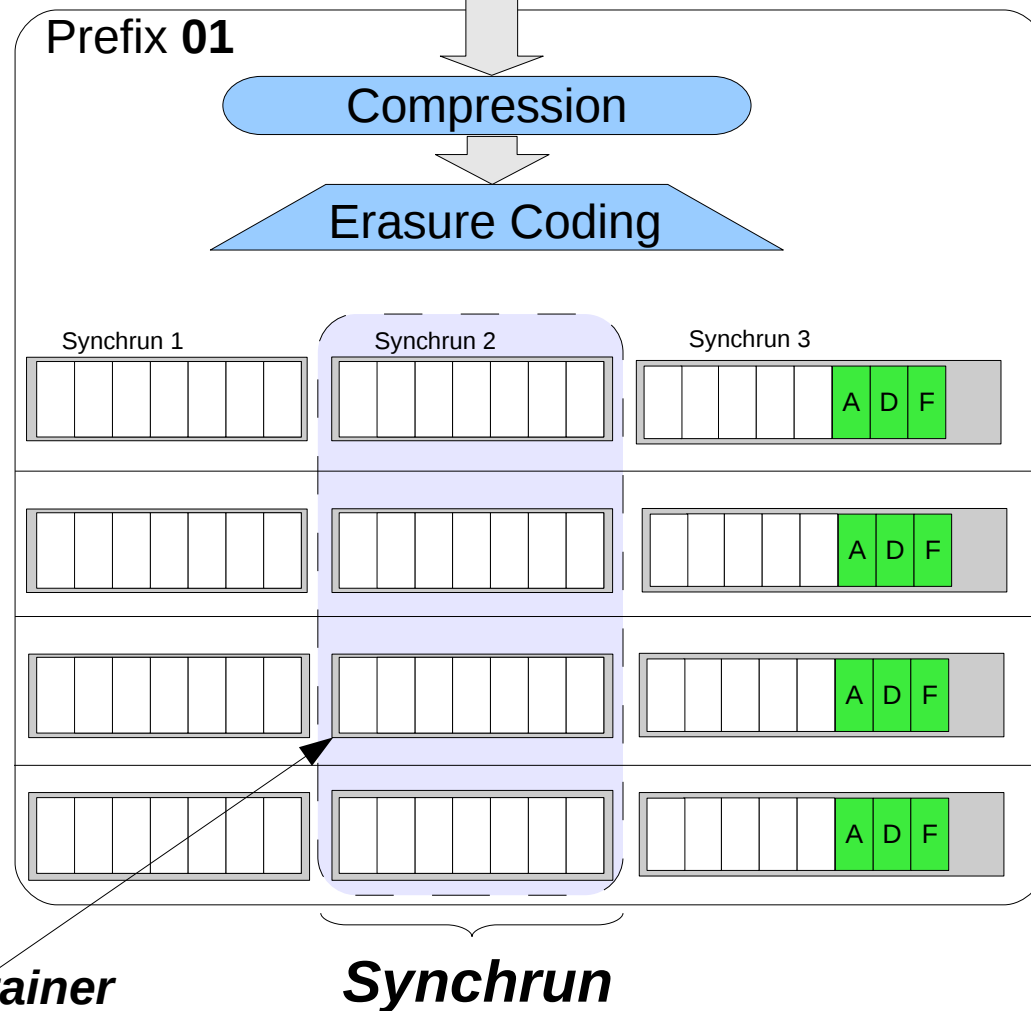 Prefix 01
Compression
Erasure Coding
Synchrun 1
Synchrun 2
Synchrun 3
A D F
A D F
A D F
A D F
Synchrun